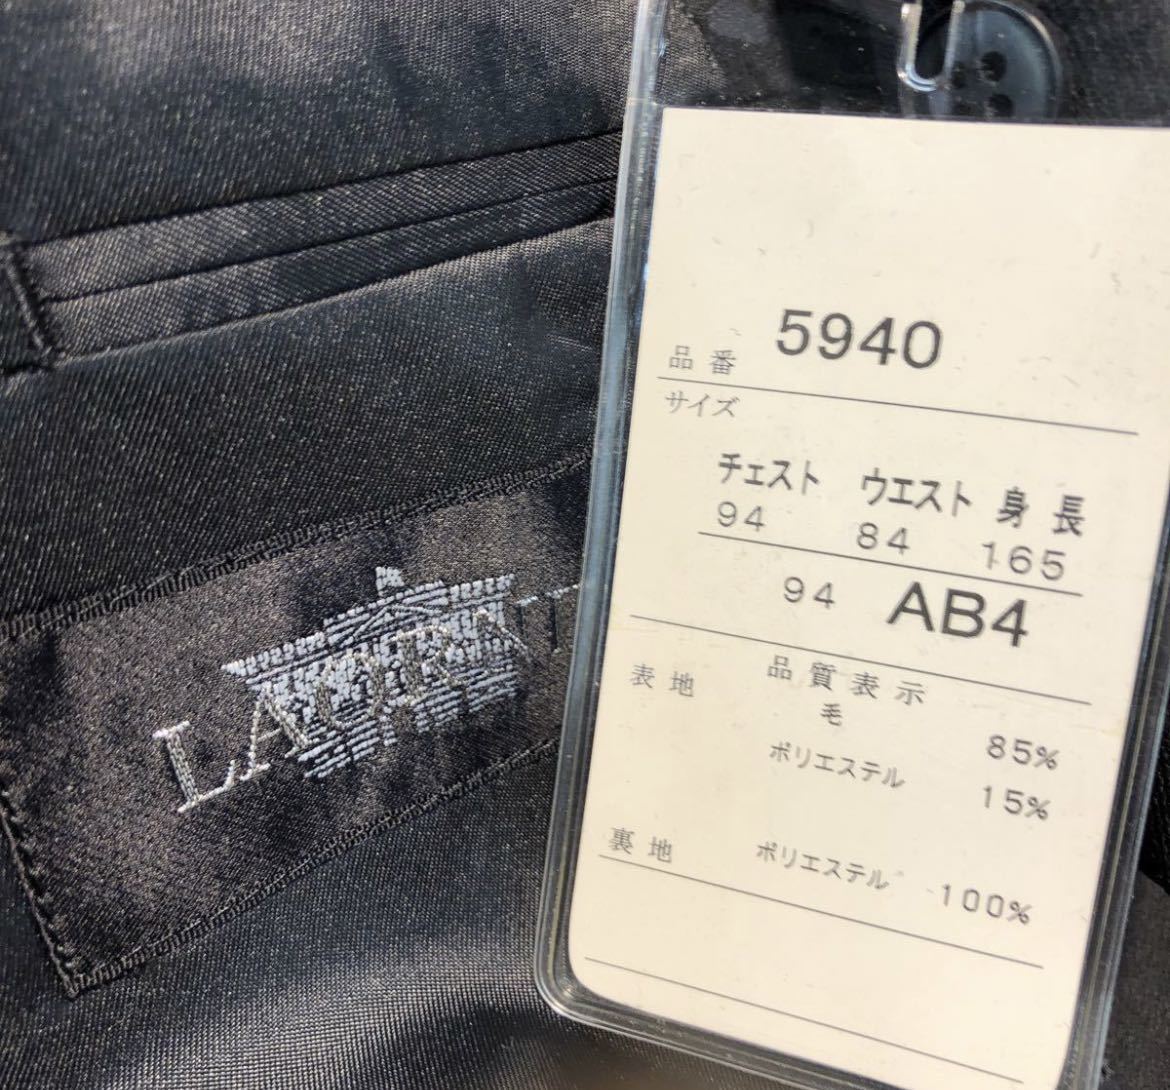 品番 5940
サイズ
チェスト ウエスト 身長
94 84 165
94 AB4
品質表示
表地 毛 85%
ポリエステル 15%
裏地 ポリエステル 100%